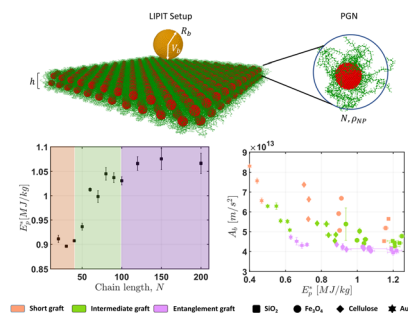 LIPIT Setup
PGN
R_b
V_b
h
N, ρ_NP
1.1
1.05
1
0.95
0.9
0.85
E_p^* [MJ/kg]
0
50
100
150
200
Chain length, N
× 10^13
9
8
7
6
5
4
3
A_b [m/s^2]
0.4
0.6
0.8
1
1.2
E_p^* [MJ/kg]
Short graft
Intermediate graft
Entanglement graft
SiO₂
Fe₃O₄
Cellulose
Au